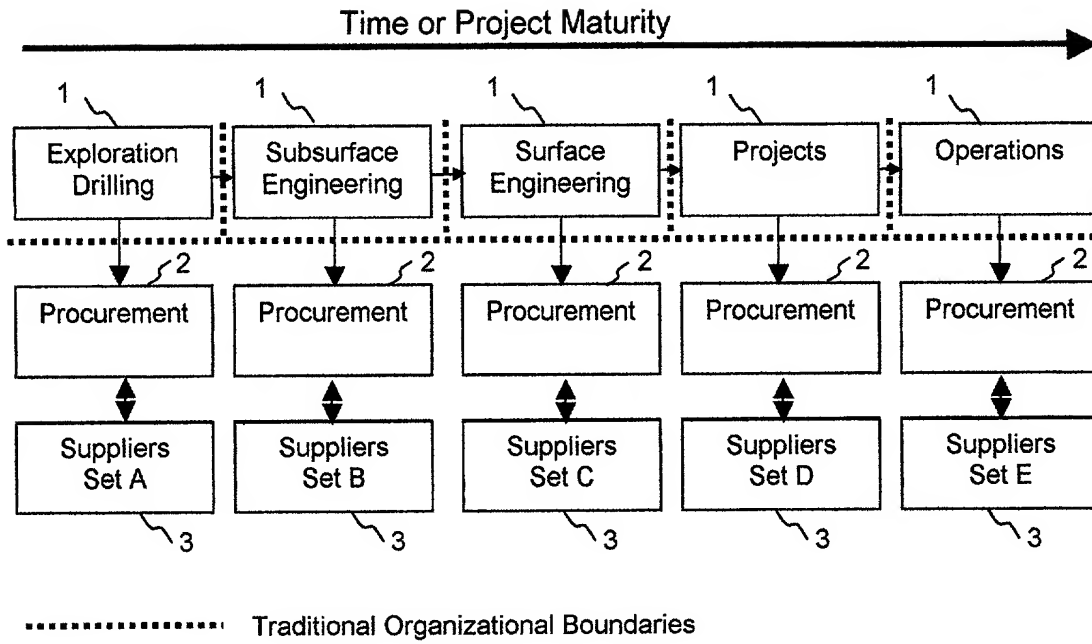 Time or Project Maturity
1 1 1 1 1
Exploration Drilling
Subsurface Engineering
Surface Engineering
Projects
Operations
2 2 2 2 2
Procurement
Procurement
Procurement
Procurement
Procurement
Suppliers Set A
Suppliers Set B
Suppliers Set C
Suppliers Set D
Suppliers Set E
3 3 3 3 3
Traditional Organizational Boundaries